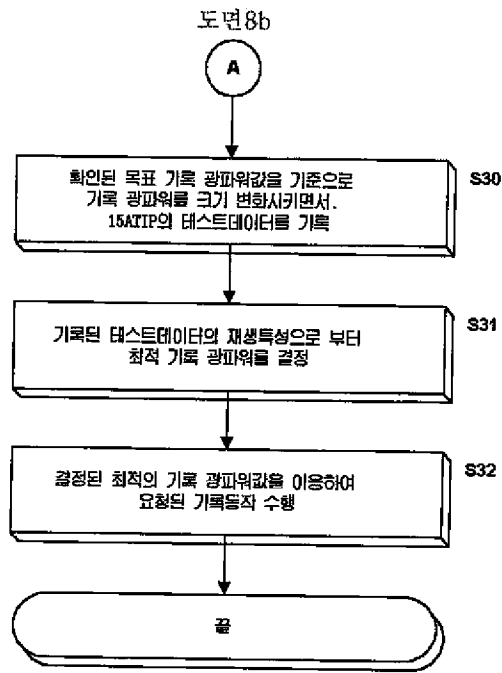 도면8b
A
확인된 목표 기록 광파워값을 기준으로
기록 광파워를 크기 변화시키면서.
15ATIP의 테스트데이터를 기록
S30
기록된 테스트데이터의 재생특성으로 부터
최적 기록 광파워를 결정
S31
결정된 최적의 기록 광파워값을 이용하여
요청된 기록동작 수행
S32
끝